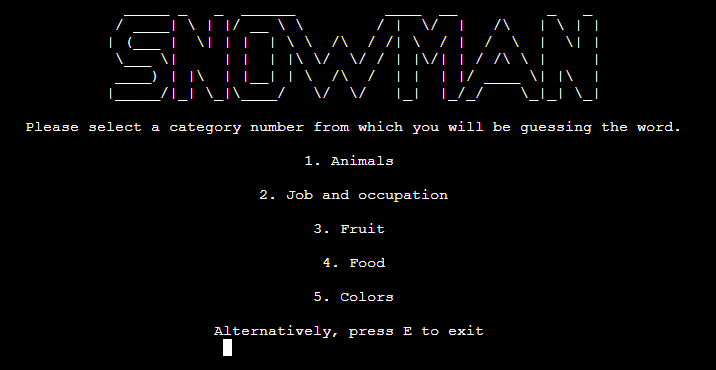 SNOWMAN
Please select a category number from which you will be guessing the word.
1. Animals
2. Job and occupation
3. Fruit
4. Food
5. Colors
Alternatively, press E to exit